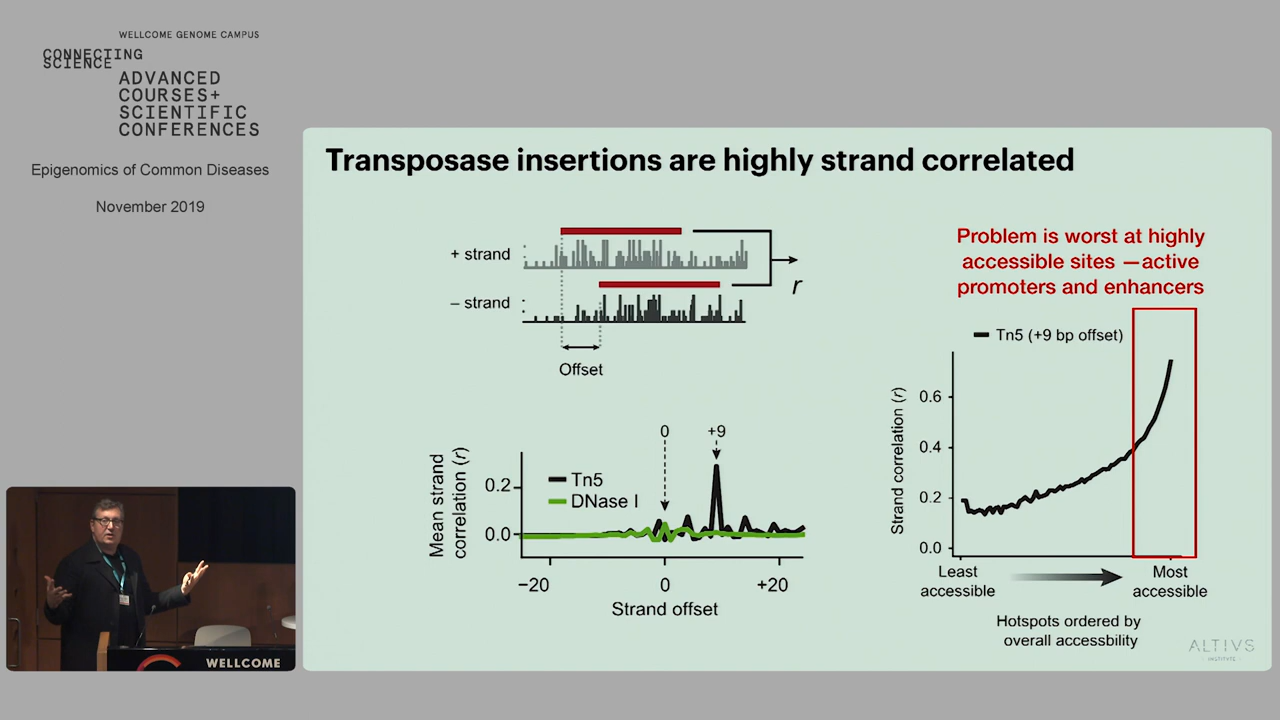 WELLCOME GENOME CAMPUS
CONNECTING
SCIENCE
ADVANCED
COURSES+
SCIENTIFIC
CONFERENCES
Epigenomics of Common Diseases
November 2019
Transposase insertions are highly strand correlated
+ strand
– strand
r
Offset
Problem is worst at highly
accessible sites —active
promoters and enhancers
Tn5 (+9 bp offset)
Strand correlation (r)
0.6
0.4
0.2
0.0
Least
accessible
Most
accessible
Hotspots ordered by
overall accessbility
0
+9
Mean strand
correlation (r)
0.2
0.0
Tn5
DNase I
−20
0
+20
Strand offset
ALTIVS
INSTITUTE
WELLCOME